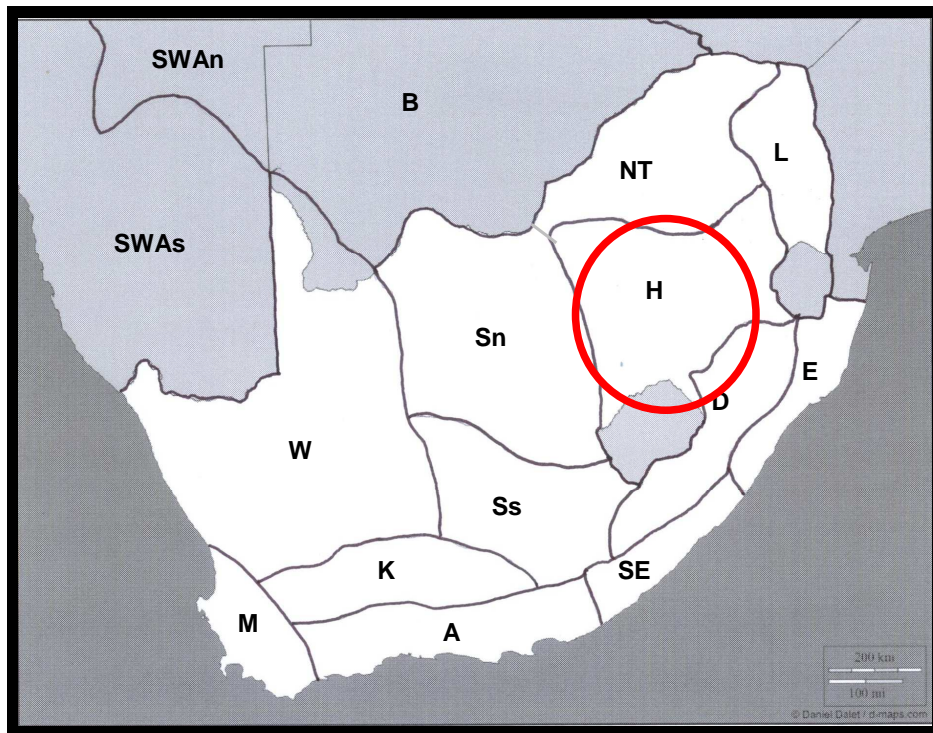 SWAn
B
L
NT
SWAs
H
Sn
E
D
W
Ss
K
SE
M
A
200 km
100 mi
© Daniel Dalet / d-maps.com